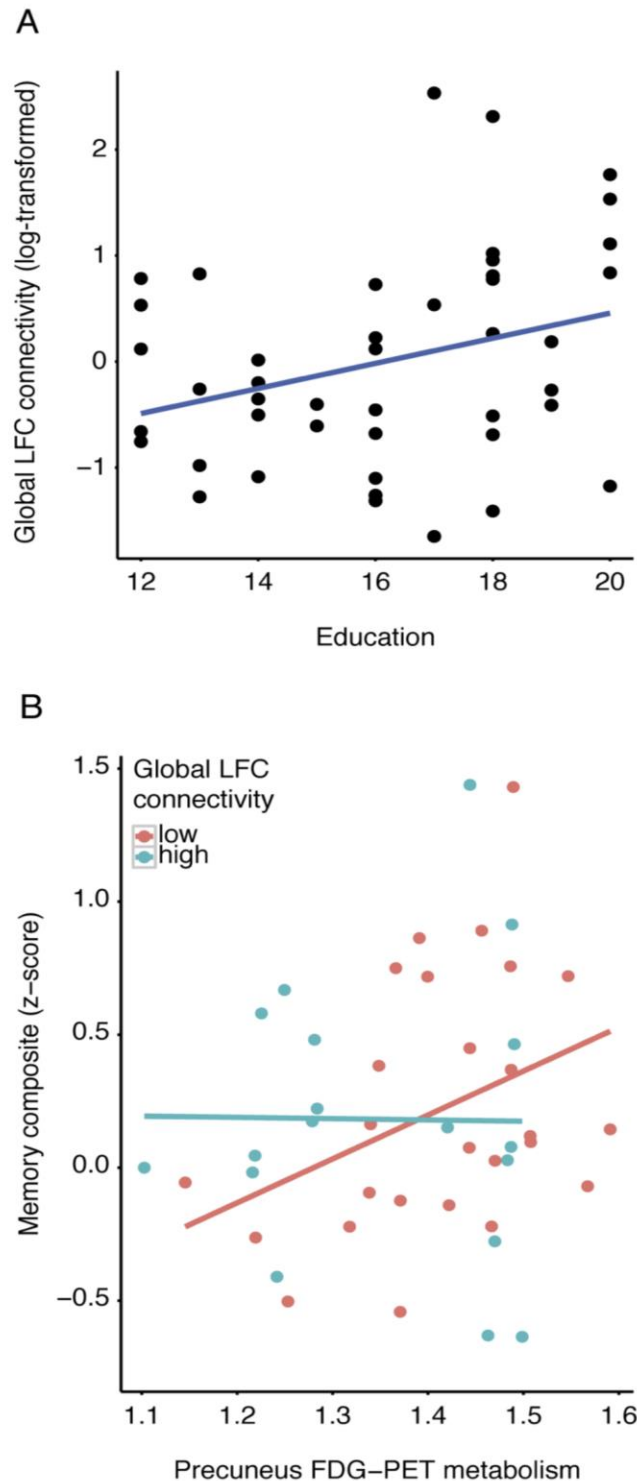 A
Global LFC connectivity (log-transformed)
2
1
0
−1
12 14 16 18 20
Education
B
Global LFC
connectivity
low
high
Memory composite (z−score)
1.5
1.0
0.5
0.0
−0.5
1.1 1.2 1.3 1.4 1.5 1.6
Precuneus FDG−PET metabolism